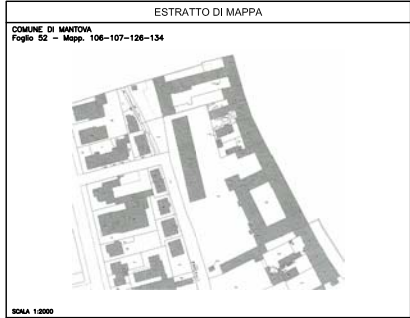 ESTRATTO DI MAPPA
COMUNE DI MANTOVA
Foglio 52 - Mapp. 106-107-126-134
SCALA 1:2000